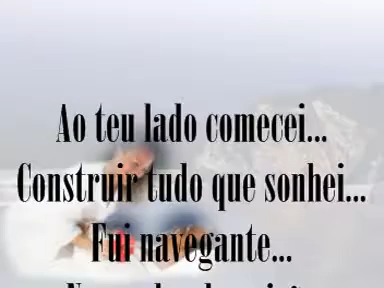 Ao teu lado comecei...
Construir tudo que sonhei...
Fui navegante...